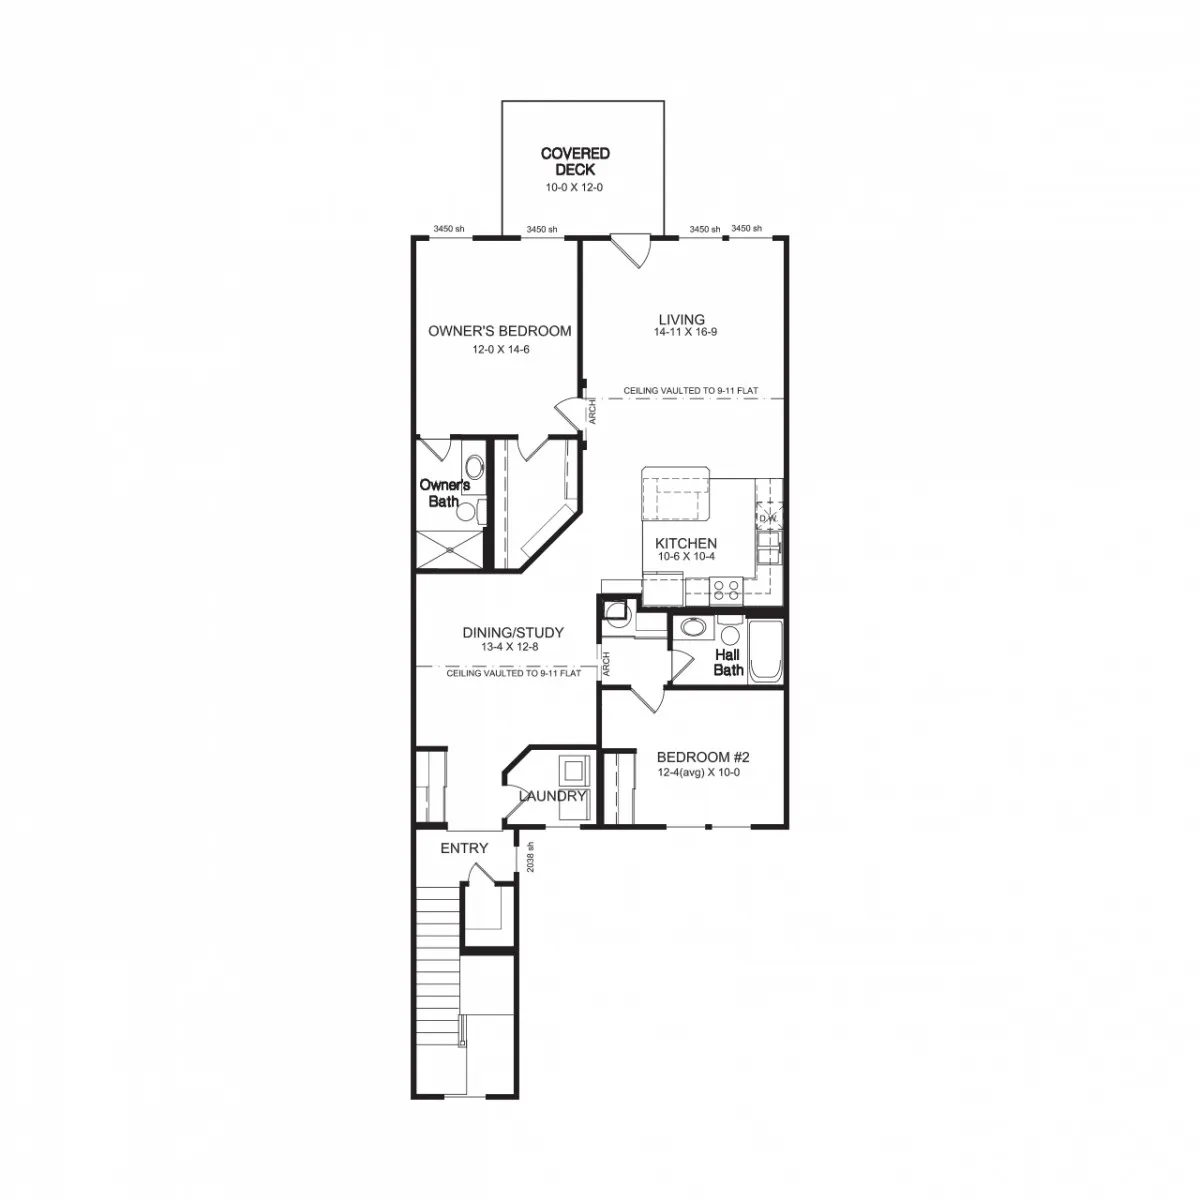 COVERED
DECK
10-0 X 12-0
3450 sh
3450 sh
3450 sh
3450 sh
OWNER'S BEDROOM
12-0 X 14-6
LIVING
14-11 X 16-9
CEILING VAULTED TO 9-11 FLAT
ARCH
Owner's
Bath
D.W.
KITCHEN
10-6 X 10-4
DINING/STUDY
13-4 X 12-8
CEILING VAULTED TO 9-11 FLAT
ARCH
Hall
Bath
BEDROOM #2
12-4(avg) X 10-0
LAUNDRY
ENTRY
2038 sh